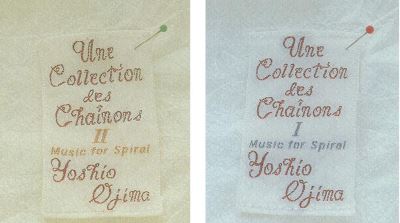 Une
Collection
des
Chaînons
II
Music for Spiral
Yoshio
Ojima
Une
Collection
des
Chaînons
I
Music for Spiral
Yoshio
Ojima